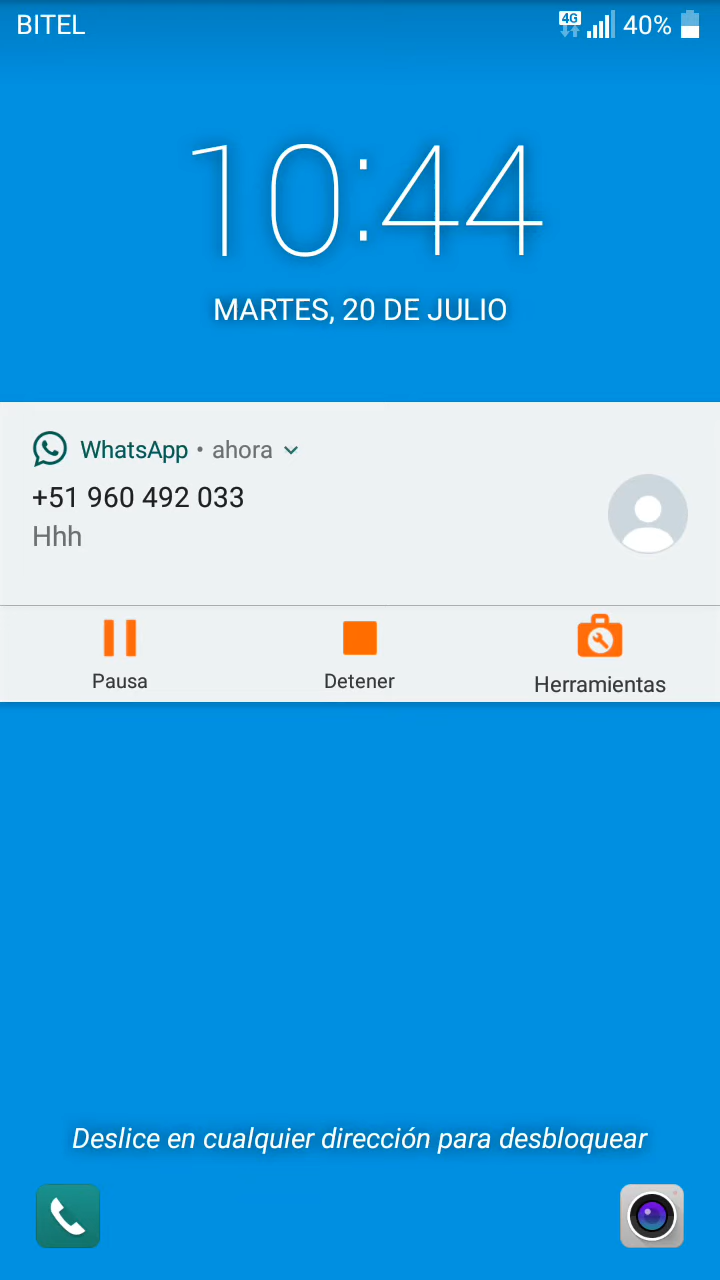 BITEL
4G 40%
10:44
MARTES, 20 DE JULIO
WhatsApp • ahora
+51 960 492 033
Hhh
Pausa Detener Herramientas
Deslice en cualquier dirección para desbloquear